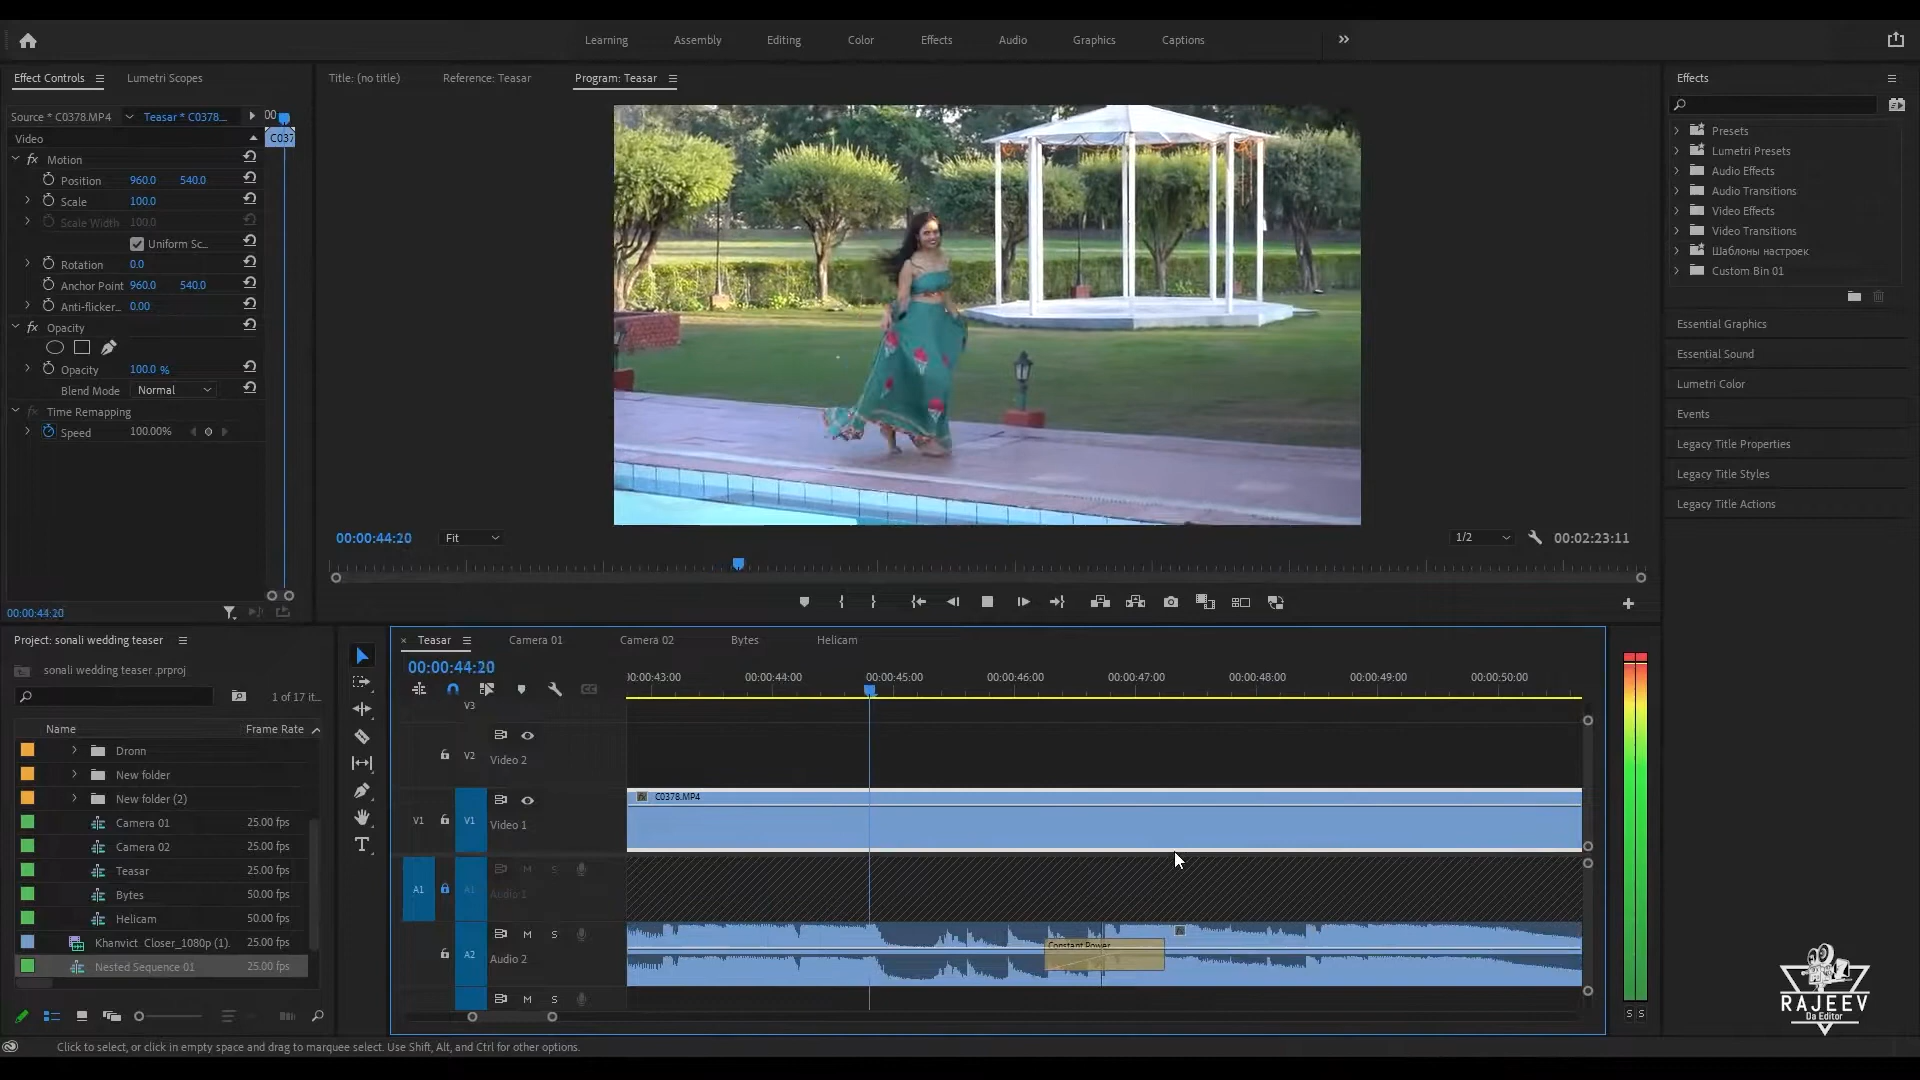 Learning Assembly Editing Color Effects Audio Graphics Captions
Effect Controls Lumetri Scopes
Title: (no title) Reference: Teasar Program: Teasar
Effects
Source * C0378.MP4 Teasar * C0378... 00
Video C037
Motion
Position 960.0 540.0
Scale 100.0
Scale Width 100.0
Uniform Sc...
Rotation 0.0
Anchor Point 960.0 540.0
Anti-flicker... 0.00
Opacity
Opacity 100.0 %
Blend Mode Normal
Time Remapping
Speed 100.00%
00:00:44:20
00:00:44:20 Fit 1/2 00:02:23:11
Presets
Lumetri Presets
Audio Effects
Audio Transitions
Video Effects
Video Transitions
Шаблоны настроек
Custom Bin 01
Essential Graphics
Essential Sound
Lumetri Color
Events
Legacy Title Properties
Legacy Title Styles
Legacy Title Actions
Project: sonali wedding teaser
sonali wedding teaser .prproj
1 of 17 it...
Name Frame Rate
Dronn
New folder
New folder (2)
Camera 01 25.00 fps
Camera 02 25.00 fps
Teasar 25.00 fps
Bytes 50.00 fps
Helicam 50.00 fps
Khanvict Closer_1080p (1). 25.00 fps
Nested Sequence 01 25.00 fps
× Teasar Camera 01 Camera 02 Bytes Helicam
00:00:44:20
00:00:43:00 00:00:44:00 00:00:45:00 00:00:46:00 00:00:47:00 00:00:48:00 00:00:49:00 00:00:50:00
V3
V2 Video 2
C0378.MP4
V1 V1 Video 1
A1 A1 M S
Audio 1
M S
A2 Audio 2
Constant Power
M S
S S
RAJEEV
Da Editor
Click to select, or click in empty space and drag to marquee select. Use Shift, Alt, and Ctrl for other options.